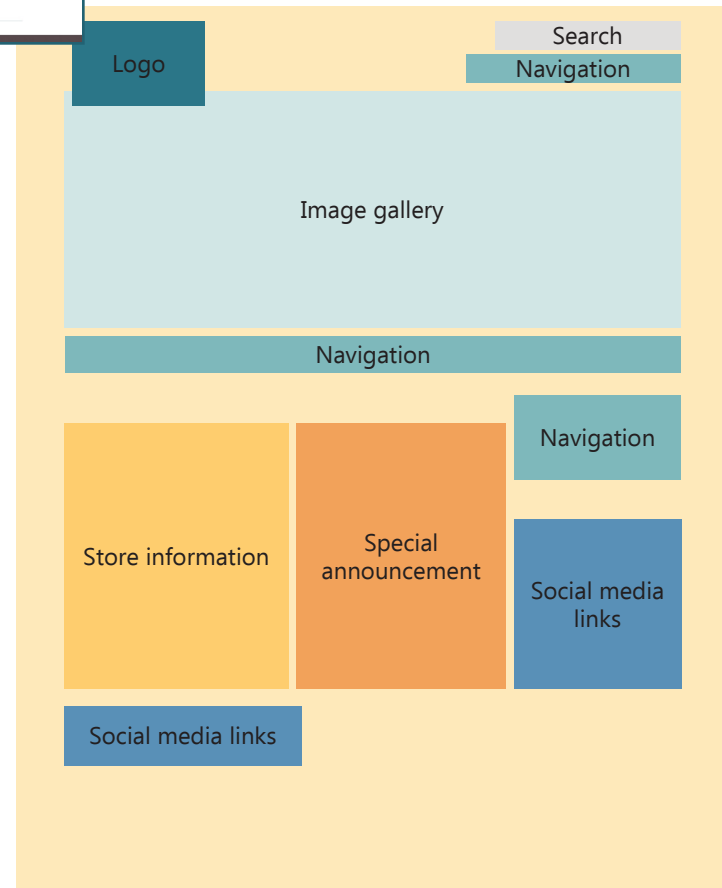 Logo
Search
Navigation
Image gallery
Navigation
Navigation
Store information
Special
announcement
Social media
links
Social media links